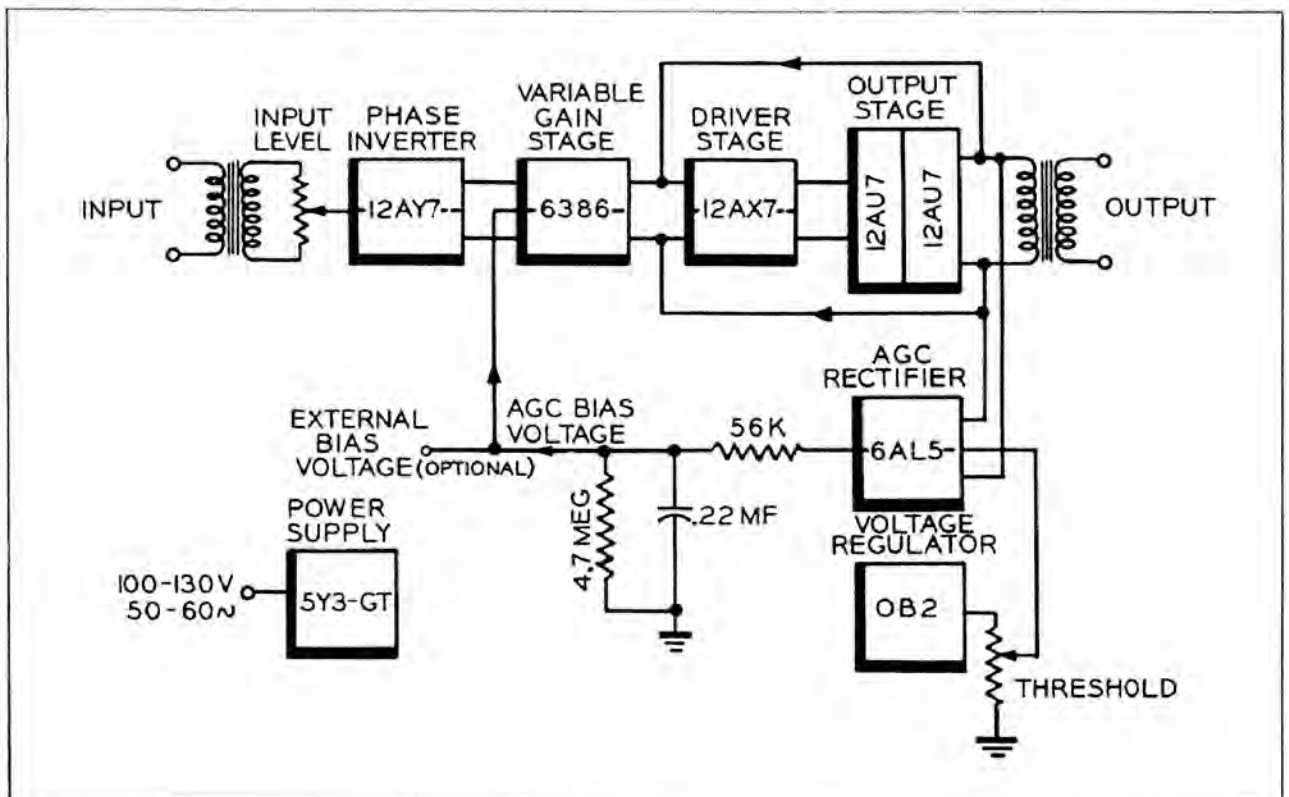 INPUT
INPUT
LEVEL
PHASE
INVERTER
12AY7
VARIABLE
GAIN
STAGE
6386
DRIVER
STAGE
12AX7
OUTPUT
STAGE
12AU7
12AU7
OUTPUT
AGC
RECTIFIER
6AL5
56K
AGC BIAS
VOLTAGE
EXTERNAL
BIAS
VOLTAGE (OPTIONAL)
4.7 MEG
.22 MF
VOLTAGE
REGULATOR
OB2
THRESHOLD
POWER
SUPPLY
100-130V
50-60~
5Y3-GT